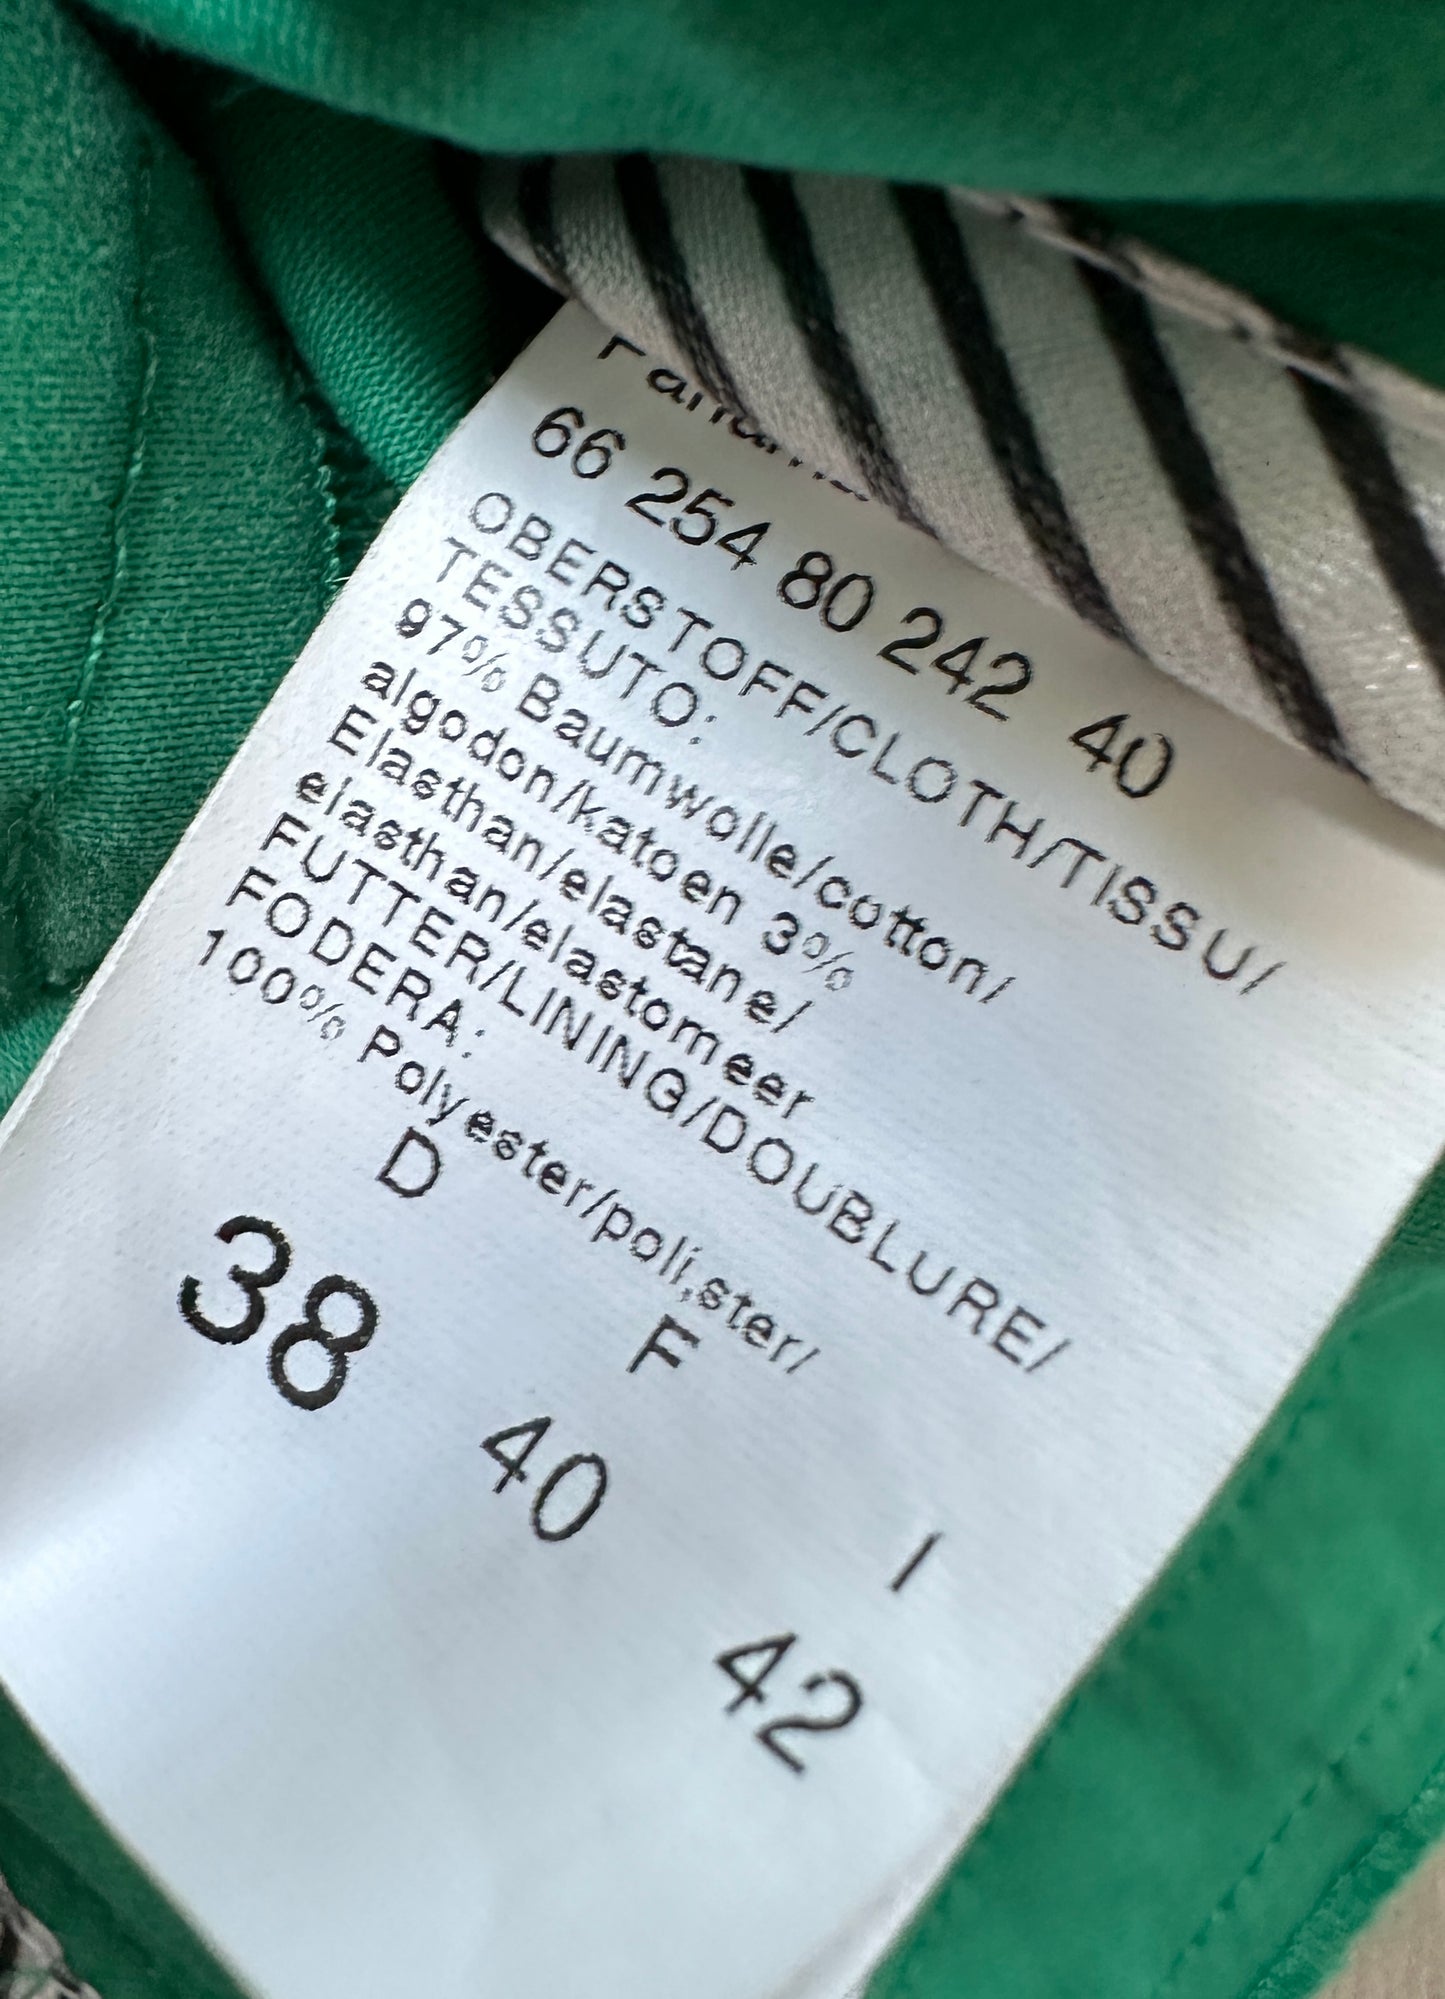 66 254 80 242 40
OBERSTOFF/CLOTH/TISSU/
TESSUTO:
97% Baumwolle/cotton/
algodon/katoen 3%
Elasthan/elastane/
elasthan/elastomeer
FUTTER/LINING/DOUBLURE/
FODERA:
100% Polyester/poli,ster/
D F I
38 40 42